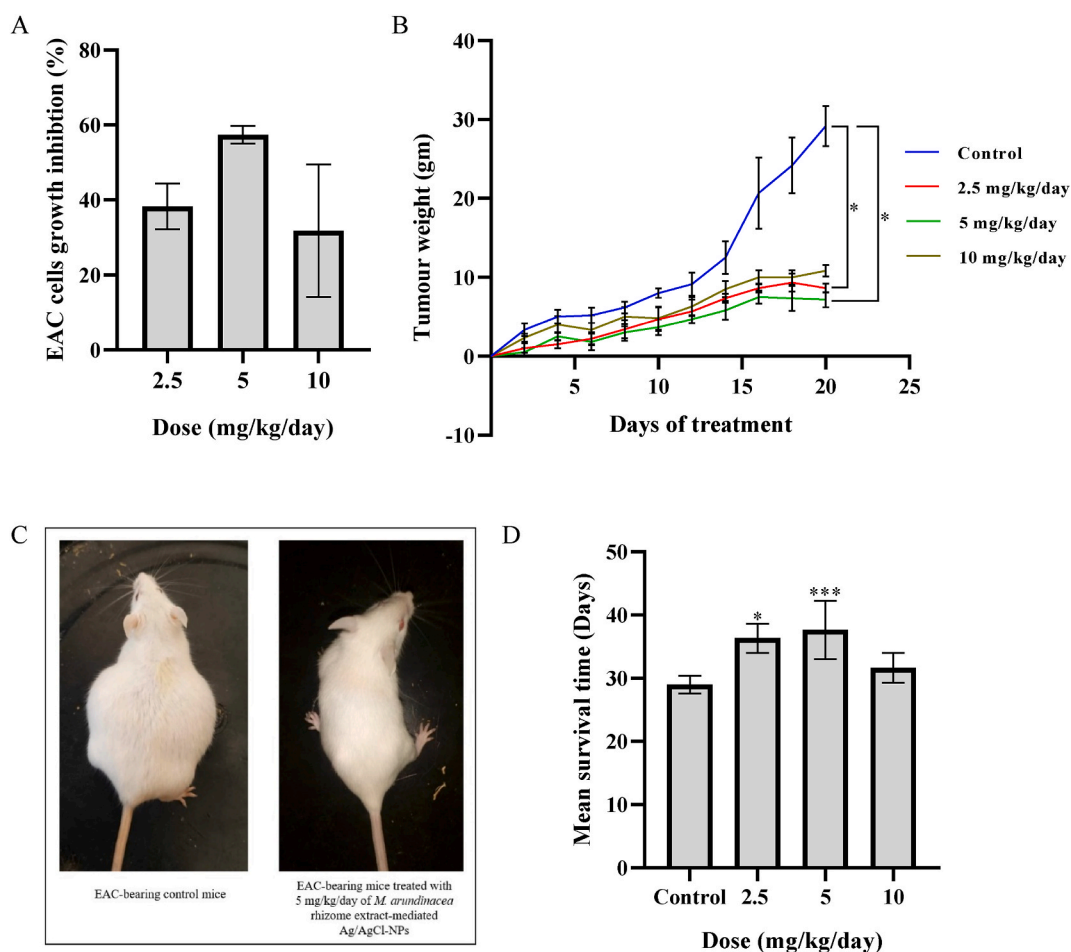 A
EAC cells growth inhibtion (%)
80
60
40
20
0
2.5
5
10
Dose (mg/kg/day)
B
Tumour weight (gm)
40
30
20
10
0
-10
5
10
15
20
25
Days of treatment
*
*
Control
2.5 mg/kg/day
5 mg/kg/day
10 mg/kg/day
C
EAC-bearing control mice
EAC-bearing mice treated with
5 mg/kg/day of M. arundinacea
rhizome extract-mediated
Ag/AgCl-NPs
D
Mean survival time (Days)
50
40
30
20
10
0
*
***
Control
2.5
5
10
Dose (mg/kg/day)